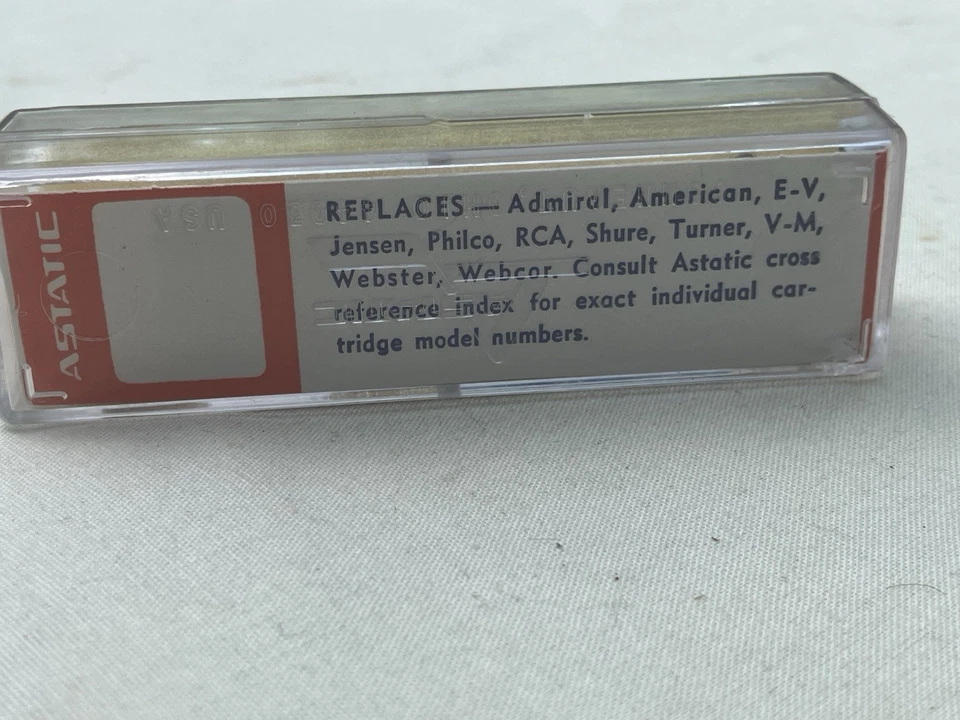 ASTATIC
REPLACES — Admiral, American, E-V,
Jensen, Philco, RCA, Shure, Turner, V-M,
Webster, Webcor. Consult Astatic cross
reference index for exact individual car-
tridge model numbers.
USA